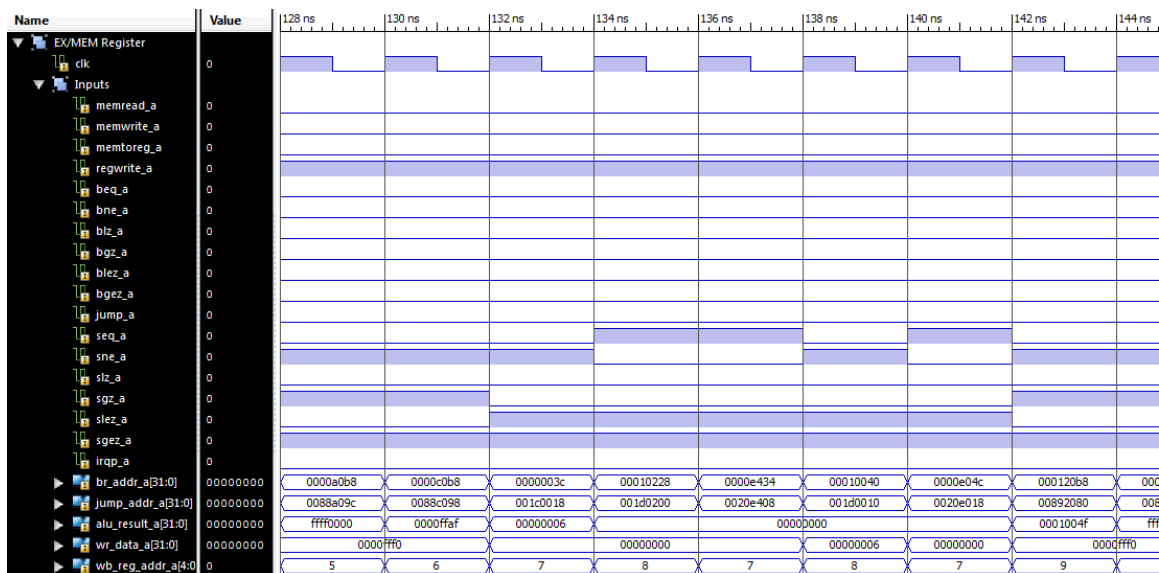 Name Value 128 ns 130 ns 132 ns 134 ns 136 ns 138 ns 140 ns 142 ns 144 ns
EX/MEM Register
clk 0
Inputs
memread_a 0
memwrite_a 0
memtoreg_a 0
regwrite_a 0
beq_a 0
bne_a 0
blz_a 0
bgz_a 0
blez_a 0
bgez_a 0
jump_a 0
seq_a 0
sne_a 0
slz_a 0
sgz_a 0
slez_a 0
sgez_a 0
irqp_a 0
br_addr_a[31:0] 00000000 0000a0b8 0000c0b8 0000003c 00010228 0000e434 00010040 0000e04c 000120b8 000
jump_addr_a[31:0] 00000000 0088a09c 0088c098 001c0018 001d0200 0020e408 001d0010 0020e018 00892080 008
alu_result_a[31:0] 00000000 ffff0000 0000ffaf 00000006 00000000 0001004f fff
wr_data_a[31:0] 00000000 0000fff0 00000000 00000006 00000000 0000fff0
wb_reg_addr_a[4:0 0 5 6 7 8 7 8 7 9